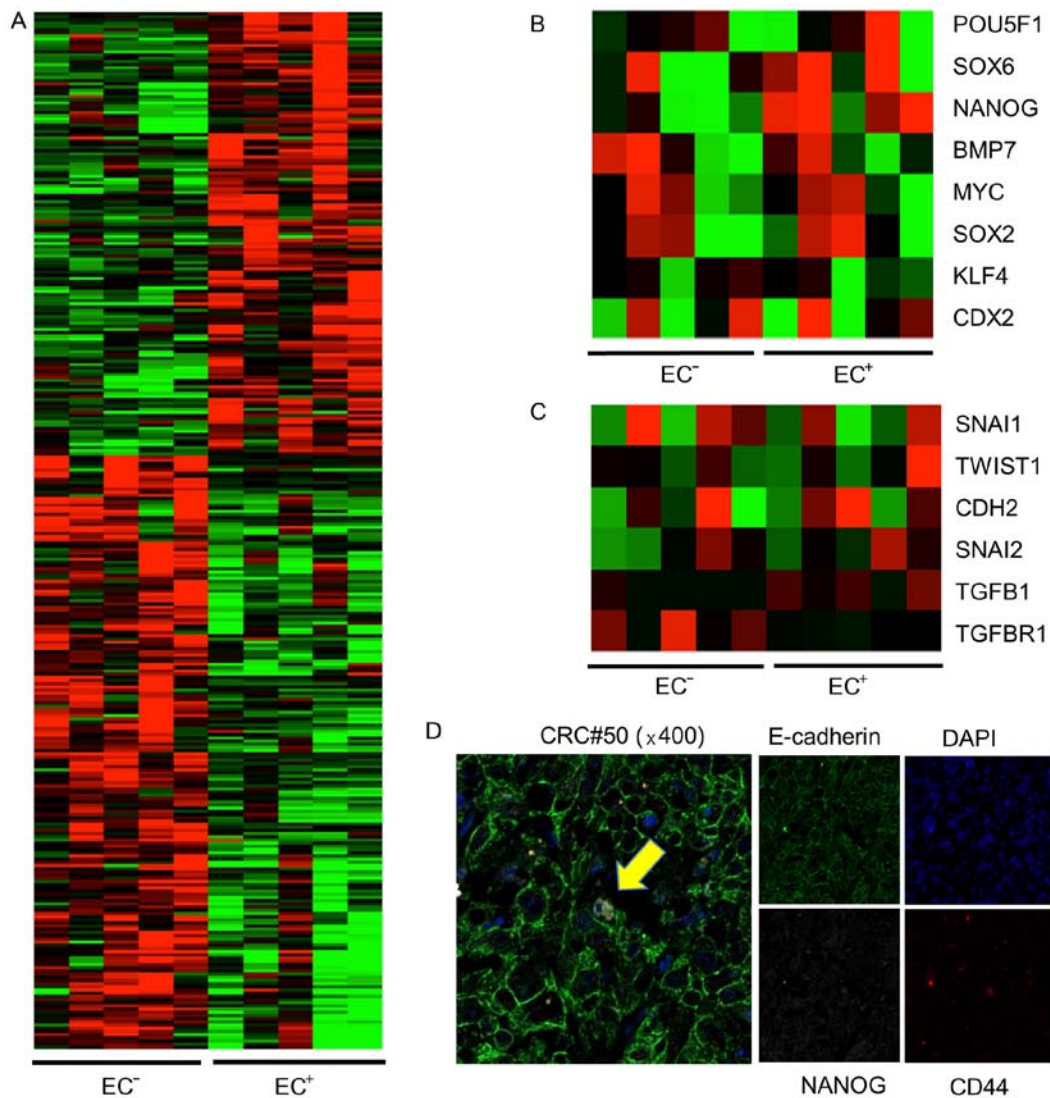 A
EC⁻
EC⁺
B
POU5F1
SOX6
NANOG
BMP7
MYC
SOX2
KLF4
CDX2
EC⁻
EC⁺
C
SNAI1
TWIST1
CDH2
SNAI2
TGFB1
TGFBR1
EC⁻
EC⁺
D
CRC#50 (×400)
E-cadherin
DAPI
NANOG
CD44